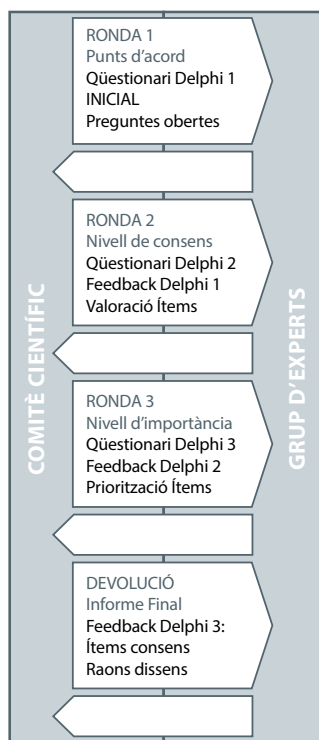 RONDA 1
Punts d’acord
Qüestionari Delphi 1
INICIAL
Preguntes obertes
RONDA 2
Nivell de consens
Qüestionari Delphi 2
Feedback Delphi 1
Valoració Ítems
COMITÈ CIENTÍFIC
GRUP D’EXPERTS
RONDA 3
Nivell d’importància
Qüestionari Delphi 3
Feedback Delphi 2
Priorització Ítems
DEVOLUCIÓ
Informe Final
Feedback Delphi 3:
Ítems consens
Raons dissens